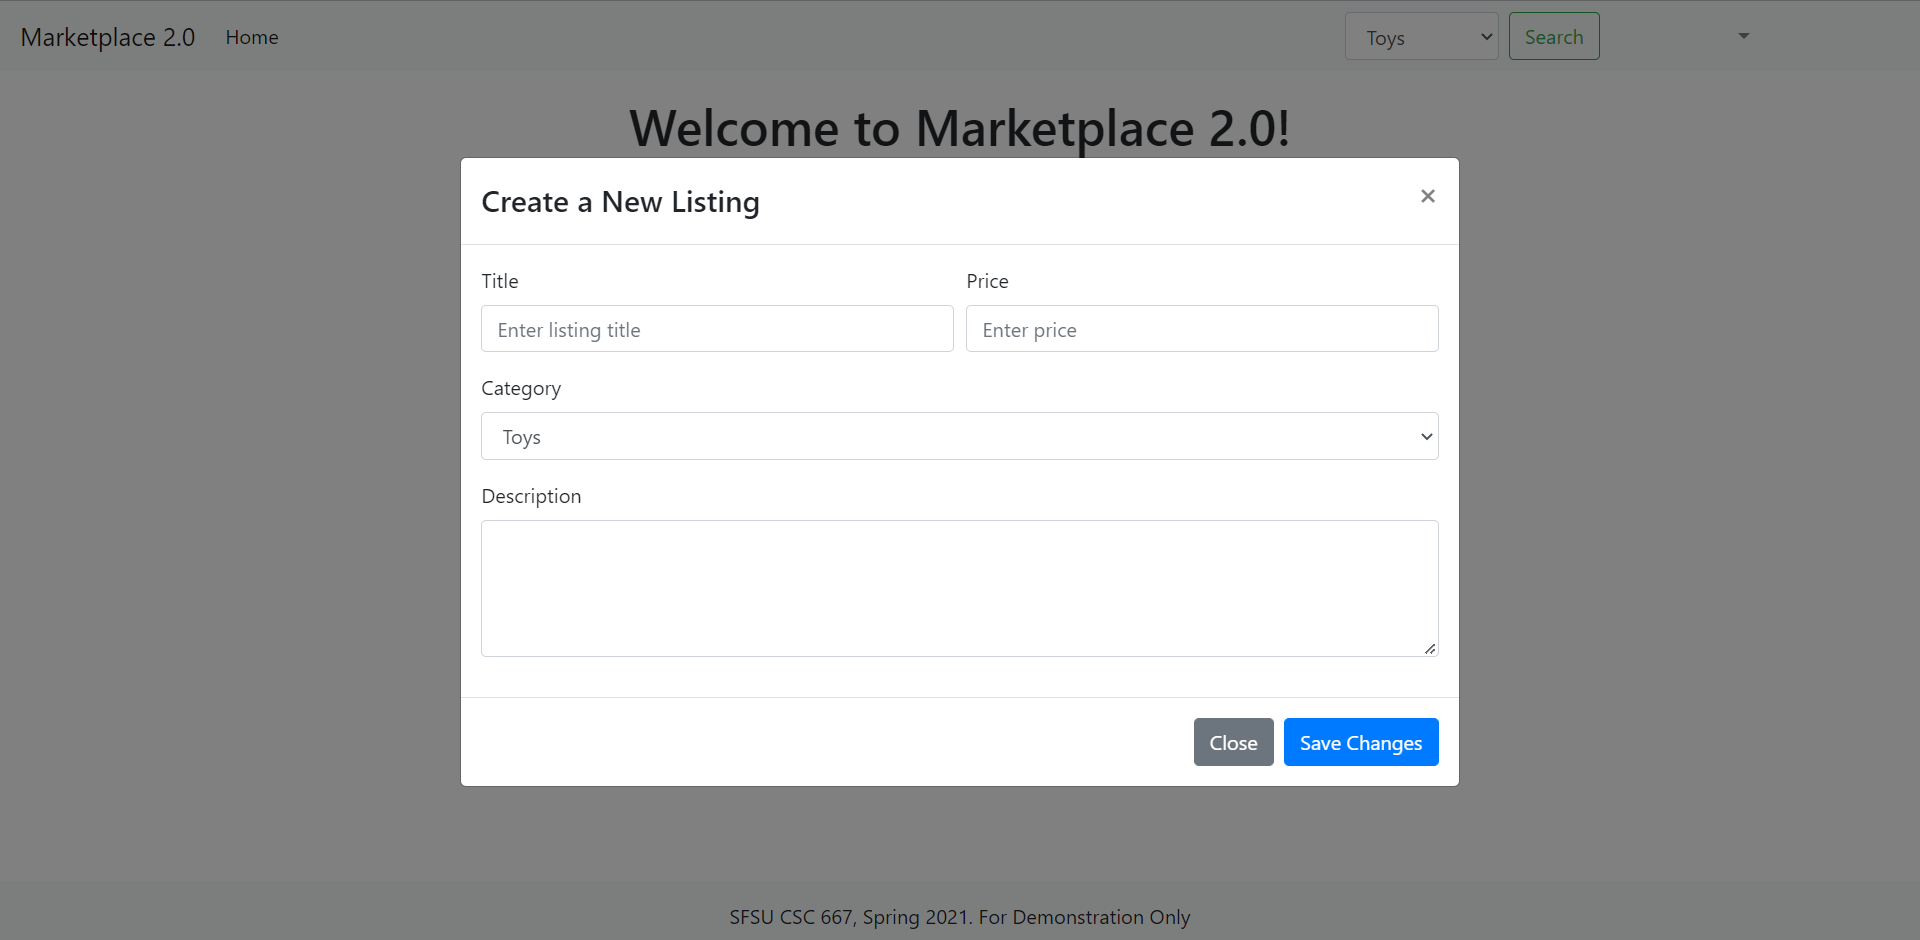 Marketplace 2.0 Home Toys Search
Welcome to Marketplace 2.0!
Create a New Listing ×
Title Price
Enter listing title Enter price
Category
Toys
Description
Close Save Changes
SFSU CSC 667, Spring 2021. For Demonstration Only